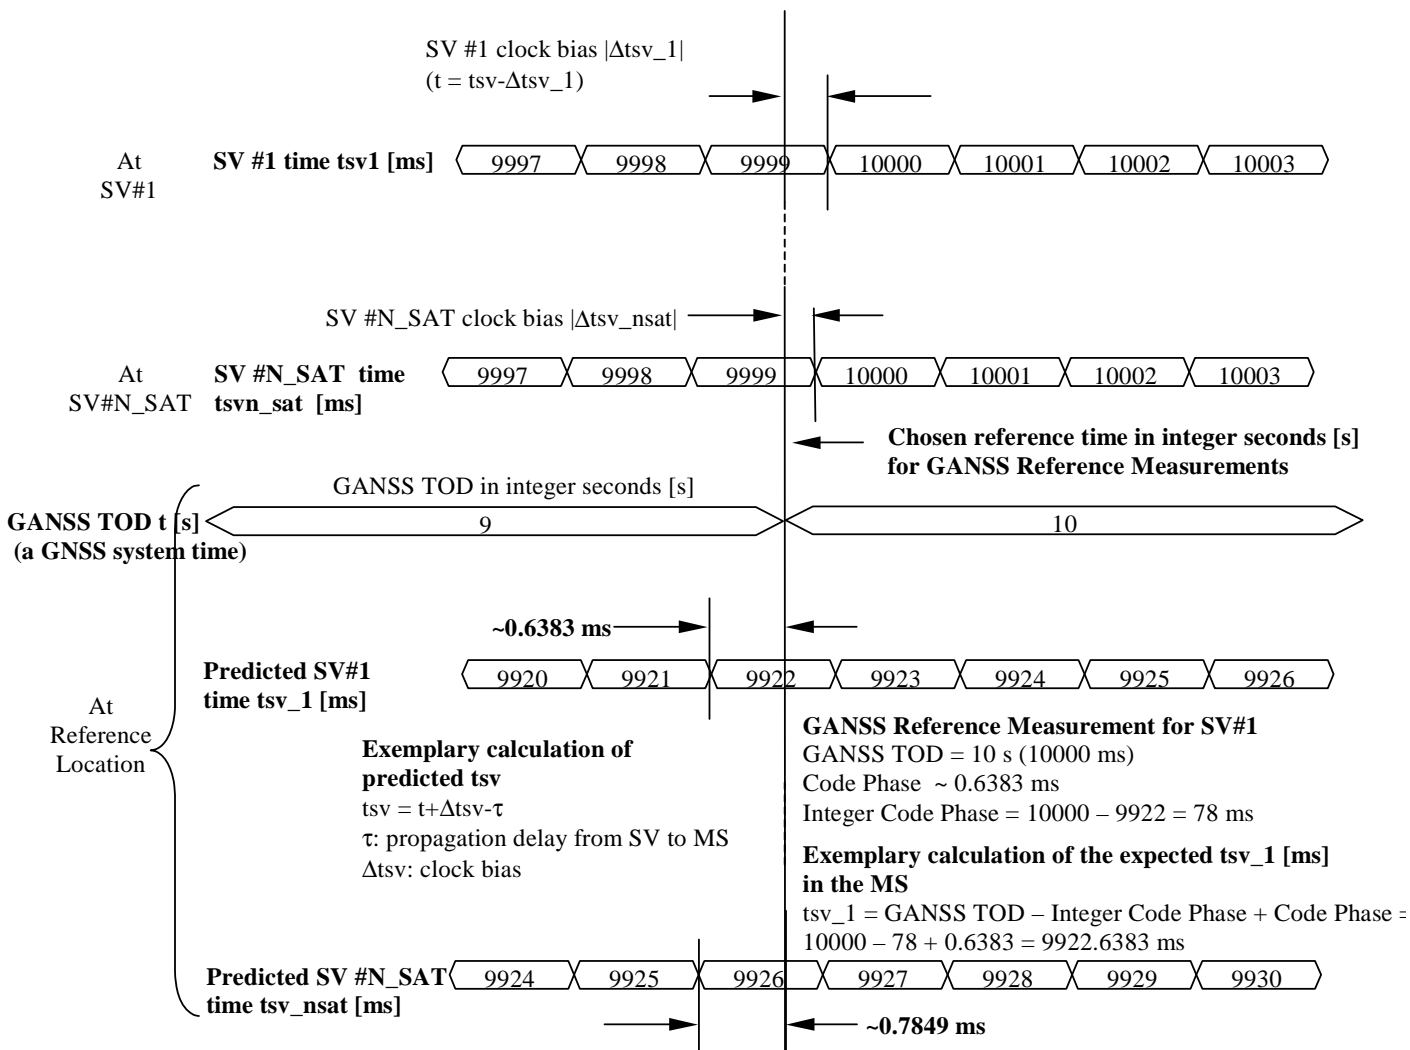 SV #1 clock bias |Δtsv_1|
(t = tsv-Δtsv_1)
At
SV#1
SV #1 time tsv1 [ms]
9997 9998 9999 10000 10001 10002 10003
SV #N_SAT clock bias |Δtsv_nsat|
At
SV#N_SAT
SV #N_SAT time
tsvn_sat [ms]
9997 9998 9999 10000 10001 10002 10003
Chosen reference time in integer seconds [s]
for GANSS Reference Measurements
GANSS TOD in integer seconds [s]
GANSS TOD t [s]
(a GNSS system time)
9 10
~0.6383 ms
Predicted SV#1
time tsv_1 [ms]
9920 9921 9922 9923 9924 9925 9926
At
Reference
Location
Exemplary calculation of
predicted tsv
tsv = t+Δtsv-τ
τ: propagation delay from SV to MS
Δtsv: clock bias
GANSS Reference Measurement for SV#1
GANSS TOD = 10 s (10000 ms)
Code Phase ~ 0.6383 ms
Integer Code Phase = 10000 – 9922 = 78 ms
Exemplary calculation of the expected tsv_1 [ms]
in the MS
tsv_1 = GANSS TOD – Integer Code Phase + Code Phase =
10000 – 78 + 0.6383 = 9922.6383 ms
Predicted SV #N_SAT
time tsv_nsat [ms]
9924 9925 9926 9927 9928 9929 9930
~0.7849 ms